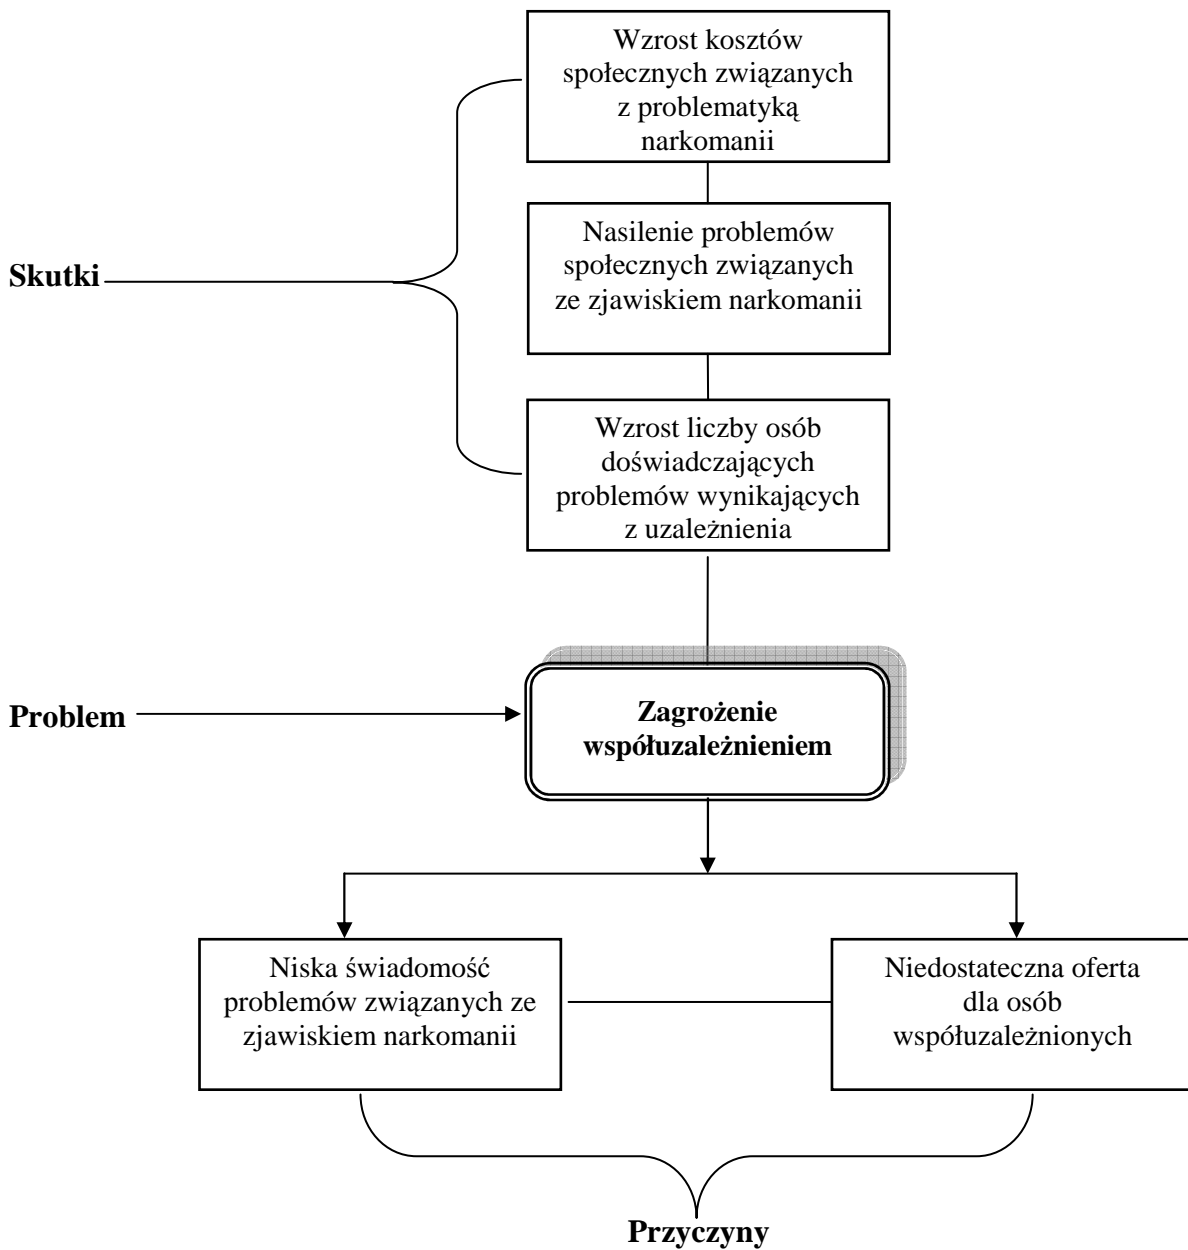 Wzrost kosztów
społecznych związanych
z problematyką
narkomanii
Nasilenie problemów
społecznych związanych
ze zjawiskiem narkomanii
Skutki
Wzrost liczby osób
doświadczających
problemów wynikających
z uzależnienia
Problem
Zagrożenie
współuzależnieniem
Niska świadomość
problemów związanych ze
zjawiskiem narkomanii
Niedostateczna oferta
dla osób
współuzależnionych
Przyczyny